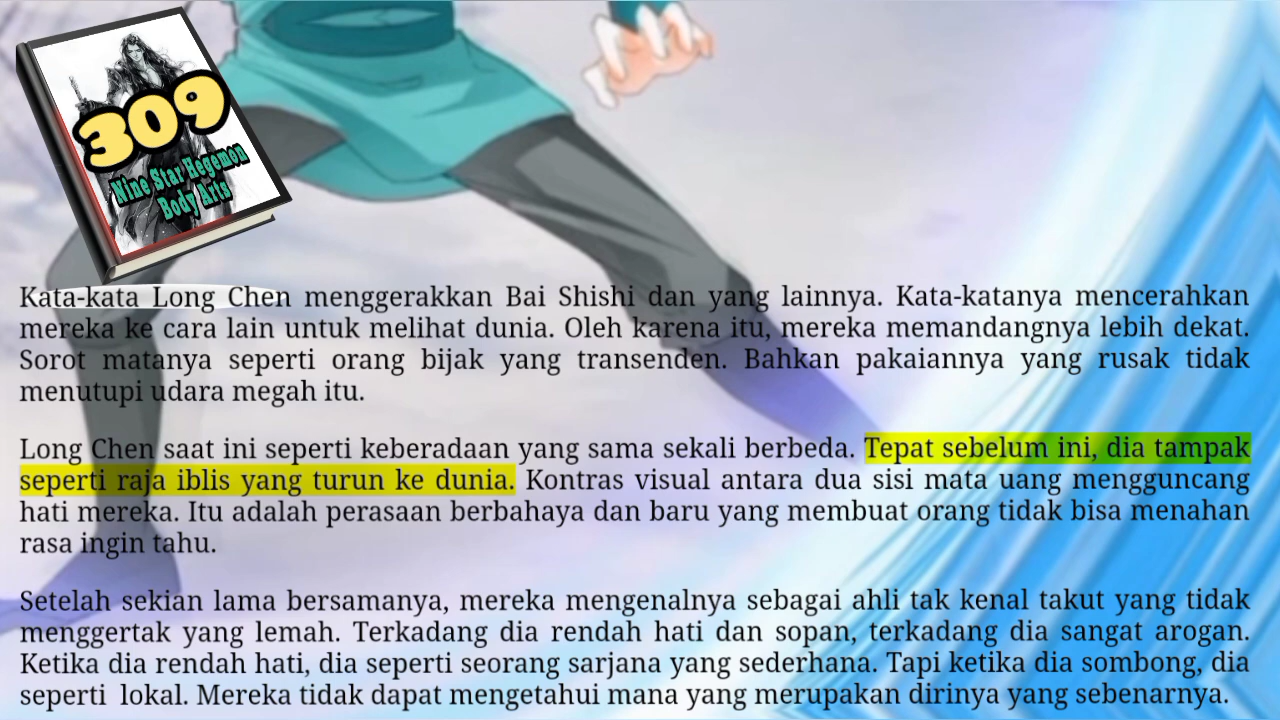 309
Nine Star Hegemon
Body Arts
Kata-kata Long Chen menggerakkan Bai Shishi dan yang lainnya. Kata-katanya mencerahkan
mereka ke cara lain untuk melihat dunia. Oleh karena itu, mereka memandangnya lebih dekat.
Sorot matanya seperti orang bijak yang transenden. Bahkan pakaiannya yang rusak tidak
menutupi udara megah itu.
Long Chen saat ini seperti keberadaan yang sama sekali berbeda. Tepat sebelum ini, dia tampak
seperti raja iblis yang turun ke dunia. Kontras visual antara dua sisi mata uang mengguncang
hati mereka. Itu adalah perasaan berbahaya dan baru yang membuat orang tidak bisa menahan
rasa ingin tahu.
Setelah sekian lama bersamanya, mereka mengenalnya sebagai ahli tak kenal takut yang tidak
menggertak yang lemah. Terkadang dia rendah hati dan sopan, terkadang dia sangat arogan.
Ketika dia rendah hati, dia seperti seorang sarjana yang sederhana. Tapi ketika dia sombong, dia
seperti lokal. Mereka tidak dapat mengetahui mana yang merupakan dirinya yang sebenarnya.